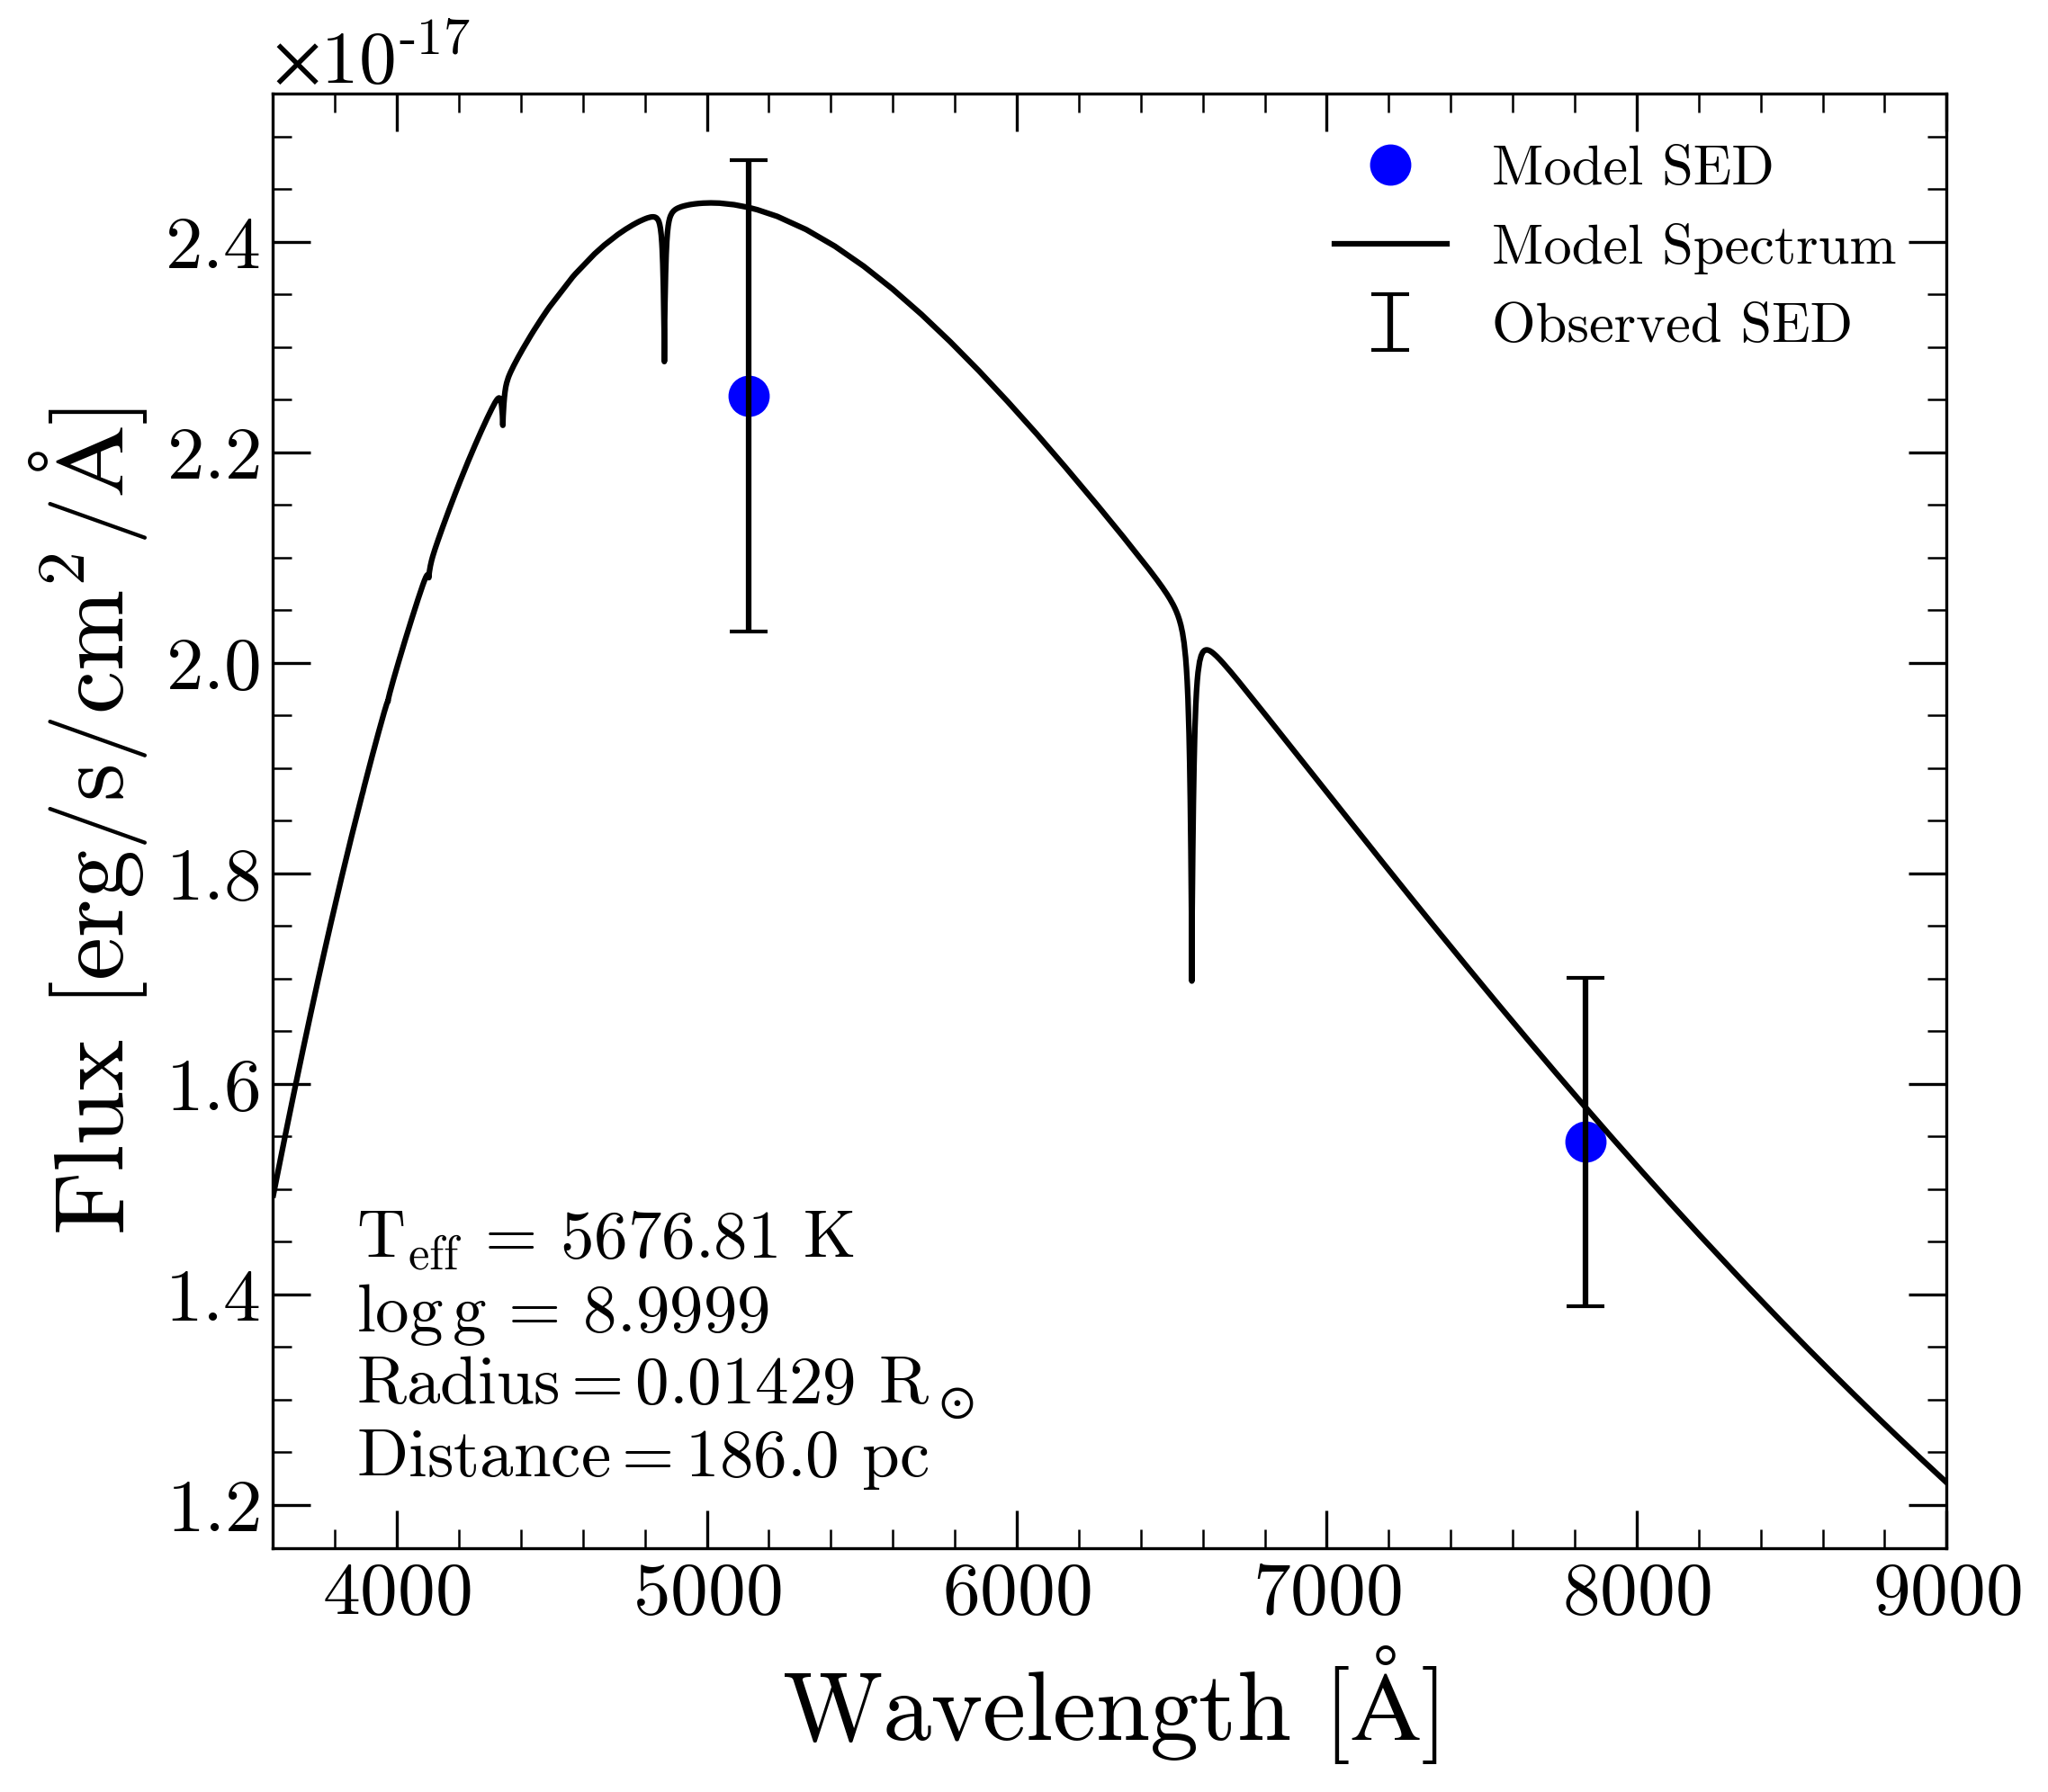 ×10⁻¹⁷
Model SED
Model Spectrum
Observed SED
2.4
2.2
2.0
1.8
1.6
1.4
1.2
Flux [erg/s/cm²/Å]
T_eff = 5676.81 K
log g = 8.9999
Radius = 0.01429 R_⊙
Distance = 186.0 pc
4000 5000 6000 7000 8000 9000
Wavelength [Å]